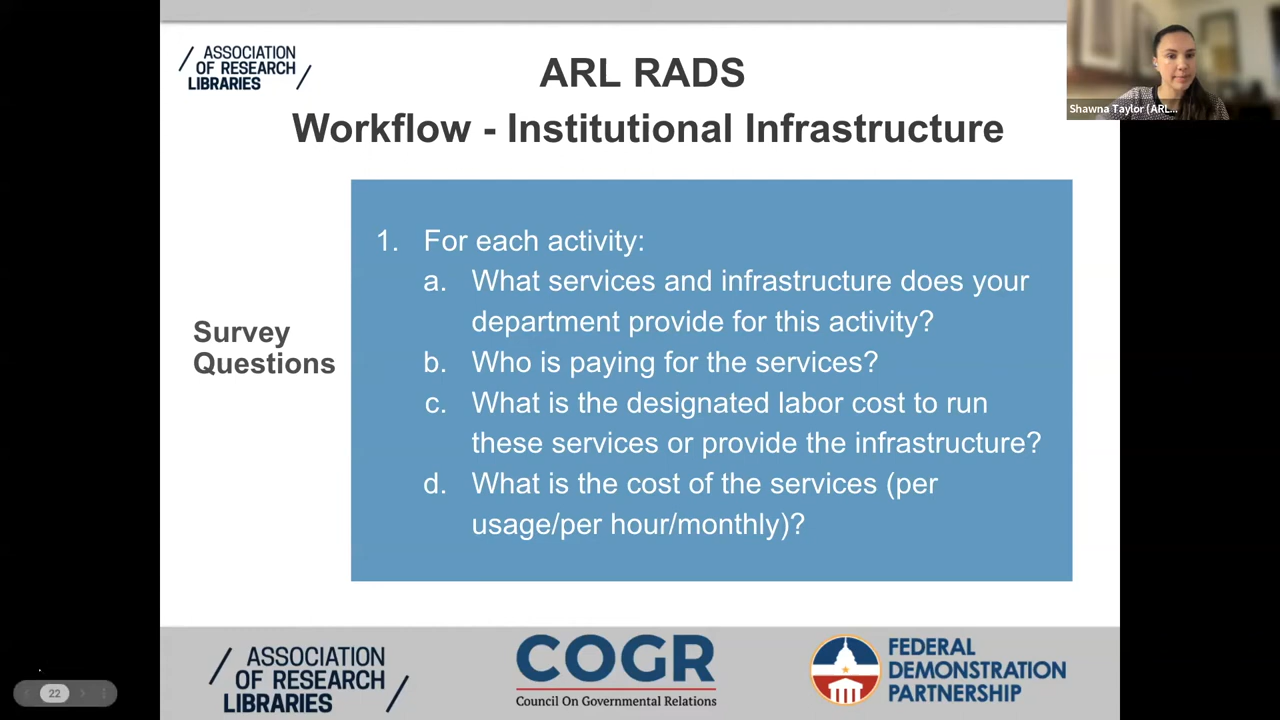 ASSOCIATION
OF RESEARCH
LIBRARIES
ARL RADS
Workflow - Institutional Infrastructure
Shawna Taylor (ARL...
Survey
Questions
1. For each activity:
a. What services and infrastructure does your
department provide for this activity?
b. Who is paying for the services?
c. What is the designated labor cost to run
these services or provide the infrastructure?
d. What is the cost of the services (per
usage/per hour/monthly)?
22
ASSOCIATION
OF RESEARCH
LIBRARIES
COGR
Council On Governmental Relations
FEDERAL
DEMONSTRATION
PARTNERSHIP